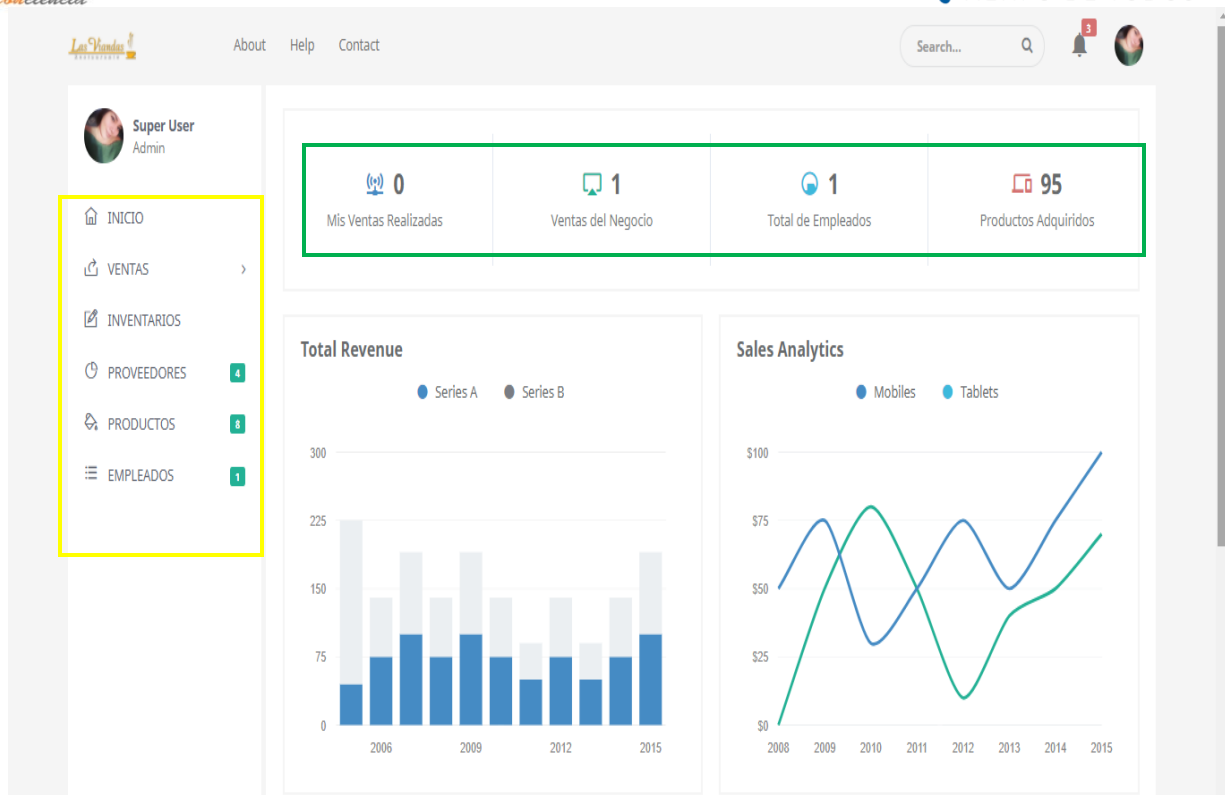 Las Viandas
RESTAURANTE
About Help Contact
Search...
3
Super User
Admin
INICIO
VENTAS
INVENTARIOS
PROVEEDORES 4
PRODUCTOS 8
EMPLEADOS 1
0
Mis Ventas Realizadas
1
Ventas del Negocio
1
Total de Empleados
95
Productos Adquiridos
Total Revenue
Series A Series B
300
225
150
75
0
2006 2009 2012 2015
Sales Analytics
Mobiles Tablets
$100
$75
$50
$25
$0
2008 2009 2010 2011 2012 2013 2014 2015